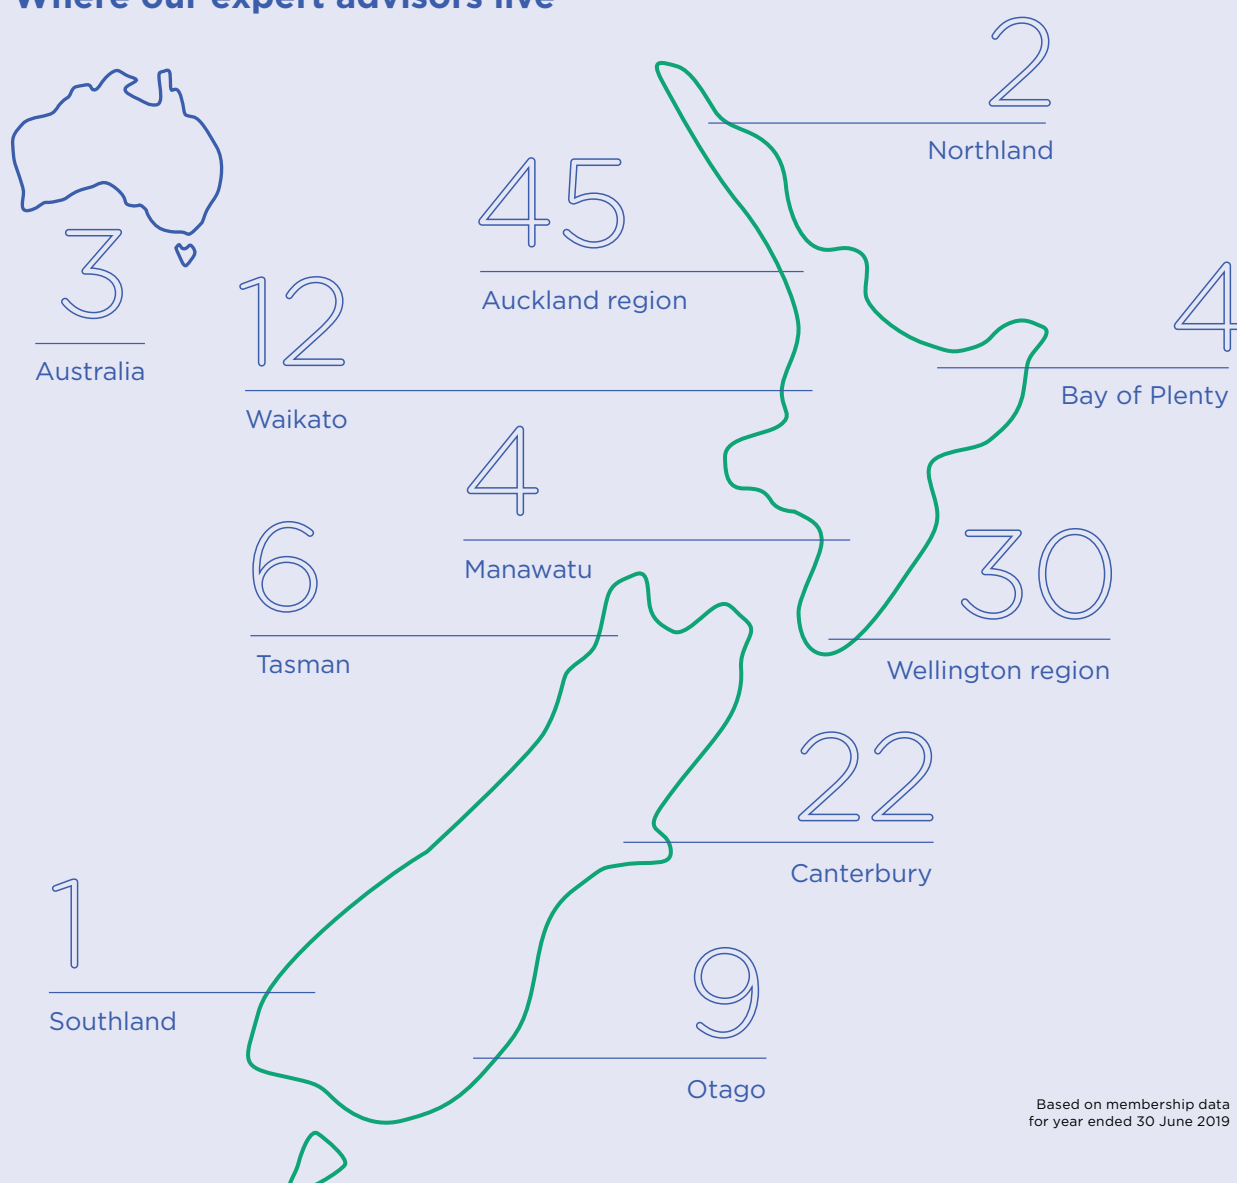 Where our expert advisors live
2
Northland
45
Auckland region
3
Australia
12
Waikato
4
Bay of Plenty
4
Manawatu
6
Tasman
30
Wellington region
22
Canterbury
1
Southland
9
Otago
Based on membership data
for year ended 30 June 2019